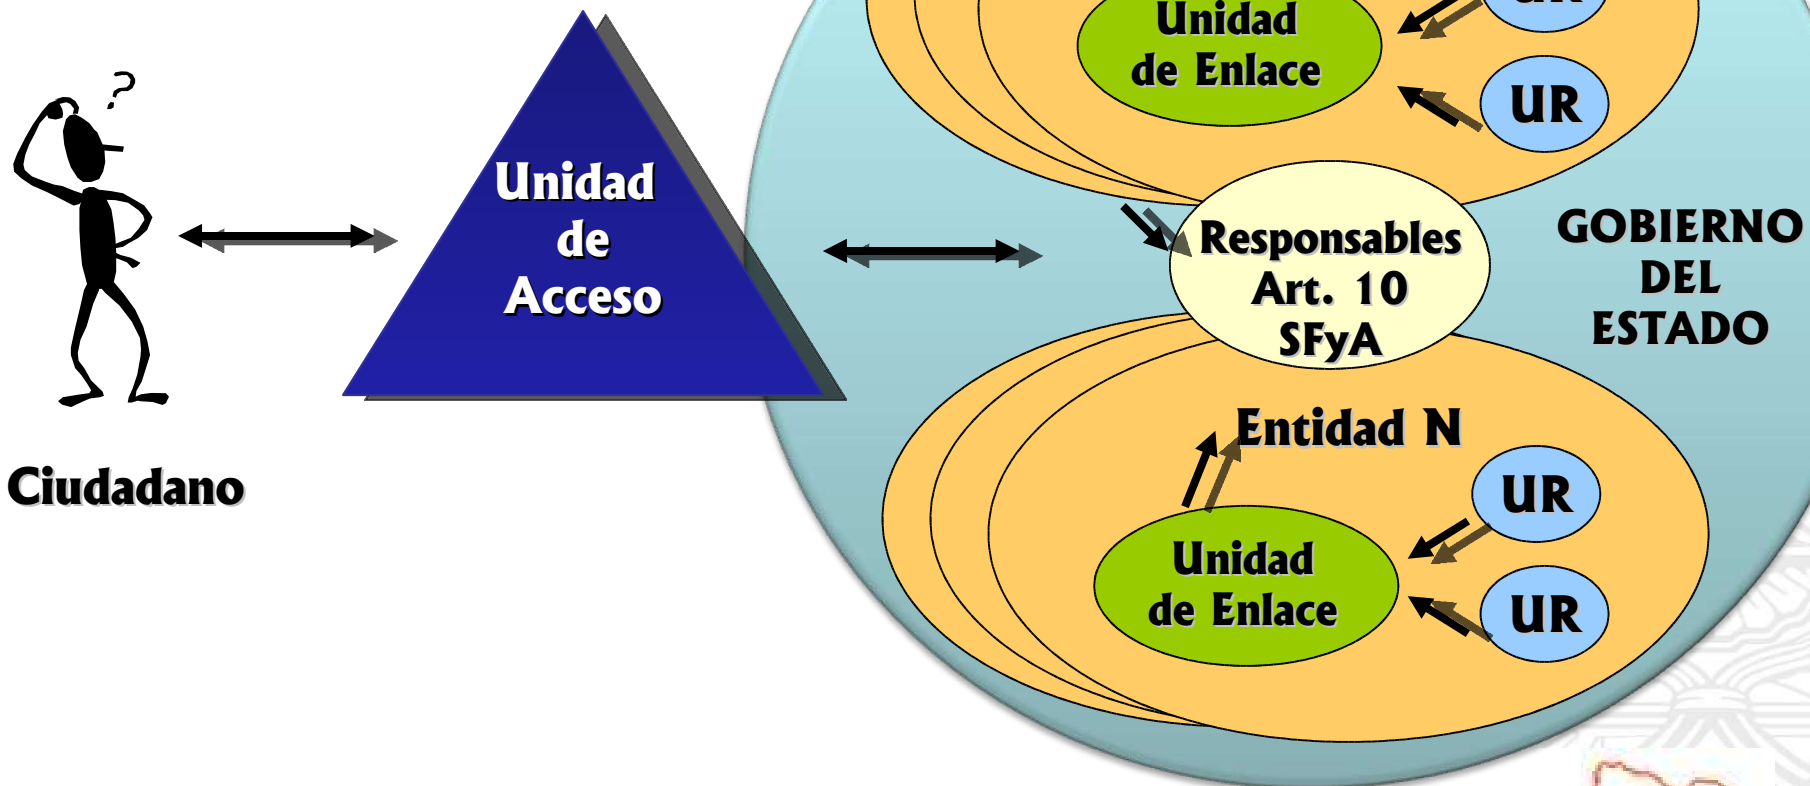 UR
Unidad
de Enlace
UR
?
Unidad
de
Acceso
Responsables
Art. 10
SFyA
GOBIERNO
DEL
ESTADO
Entidad N
Ciudadano
UR
Unidad
de Enlace
UR